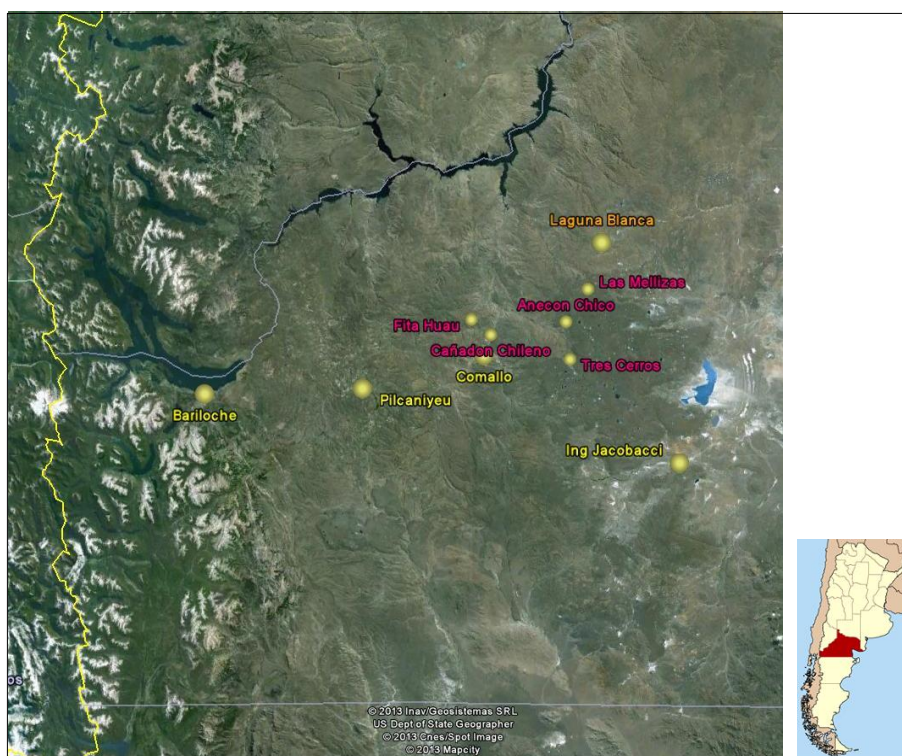 Laguna Blanca
Las Mellizas
Anecon Chico
Fita Huau
Cañadon Chileno
Tres Cerros
Comallo
Pilcaniyeu
Bariloche
Ing Jacobacci
os
© 2013 Inav/Geosistemas SRL
US Dept of State Geographer
© 2013 Cnes/Spot Image
© 2013 Mapcity